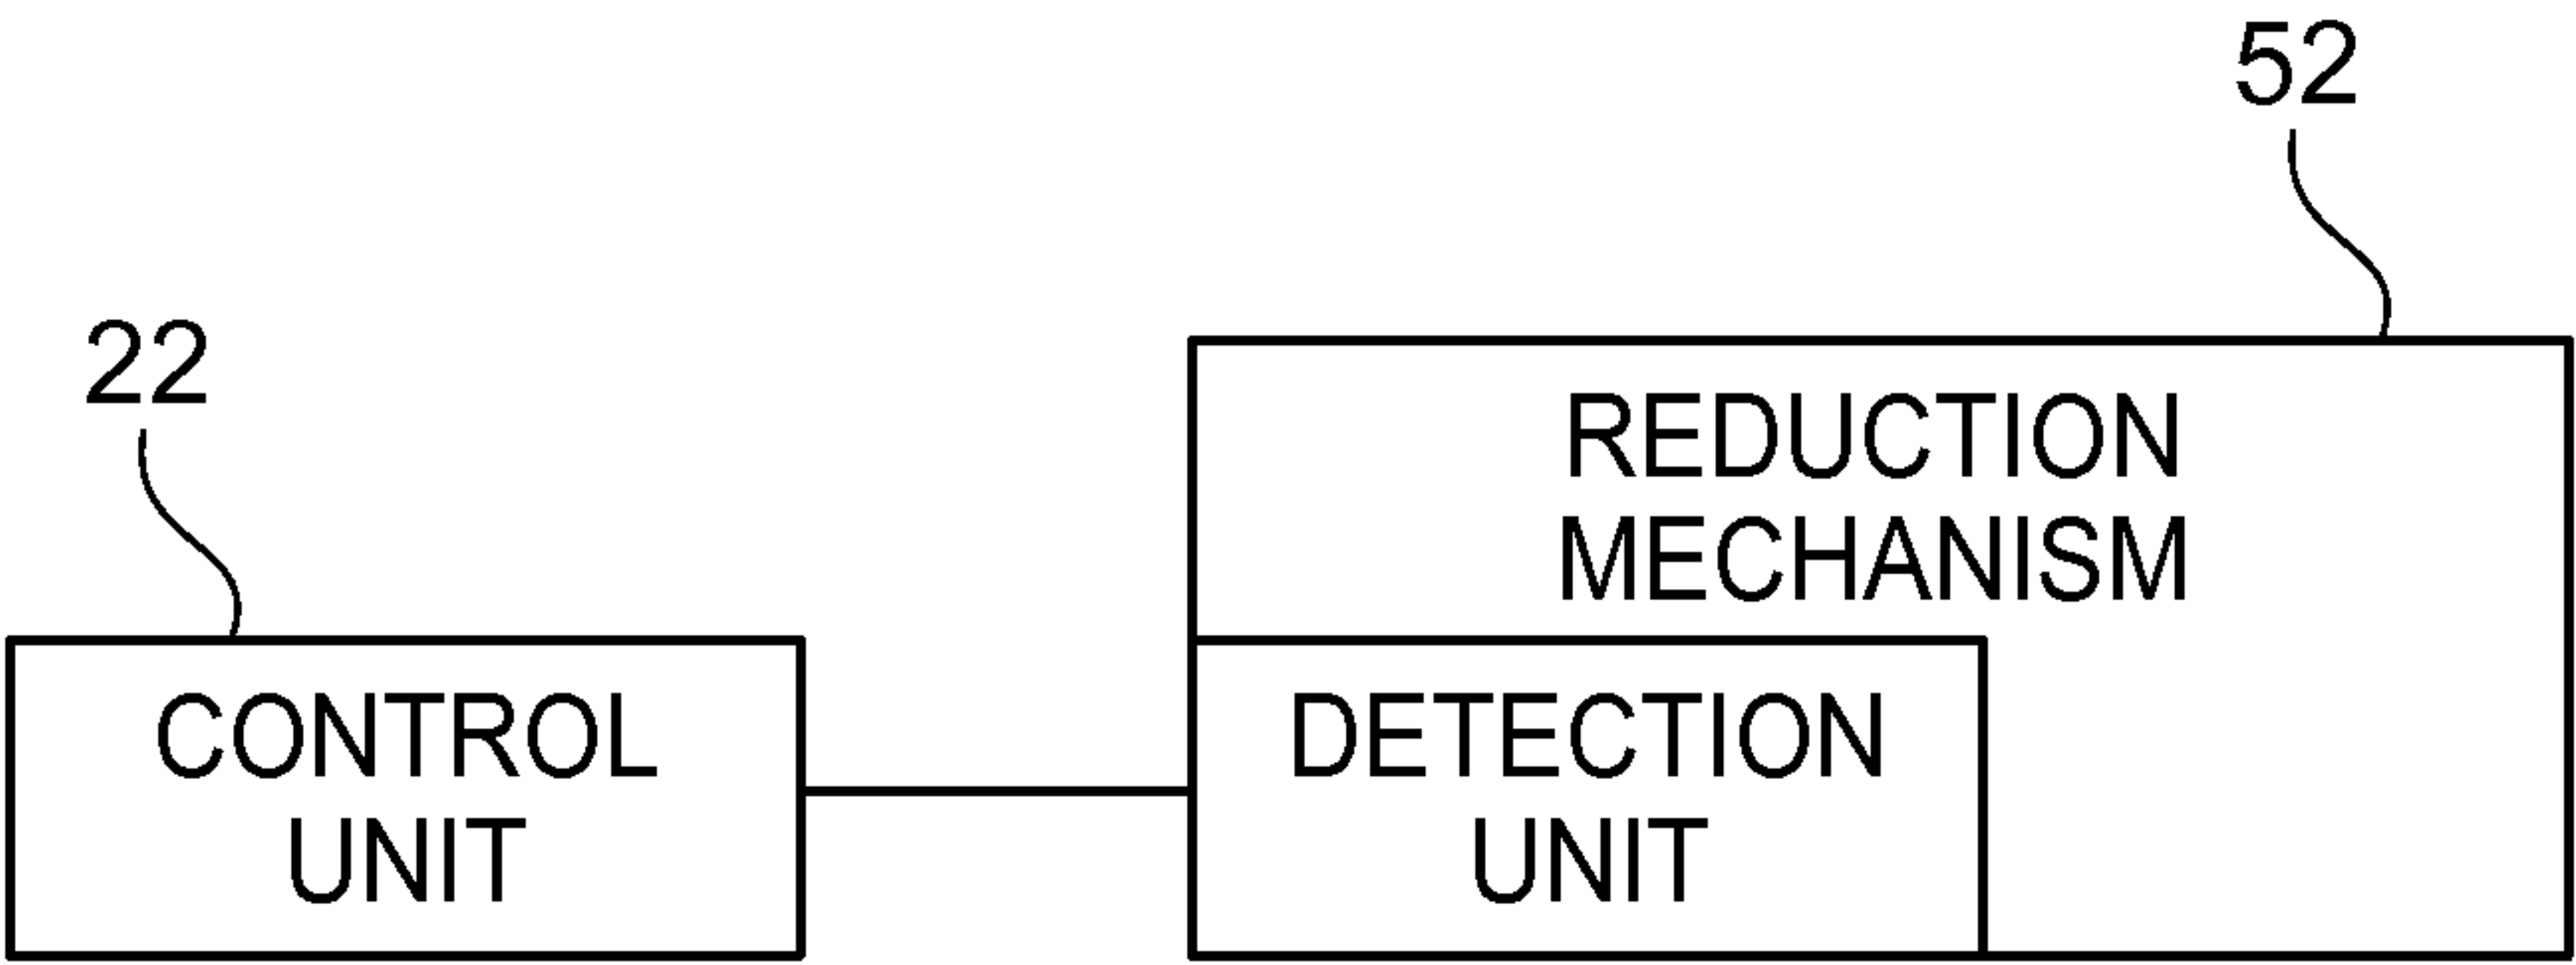 52
22
REDUCTION
MECHANISM
CONTROL
UNIT
DETECTION
UNIT